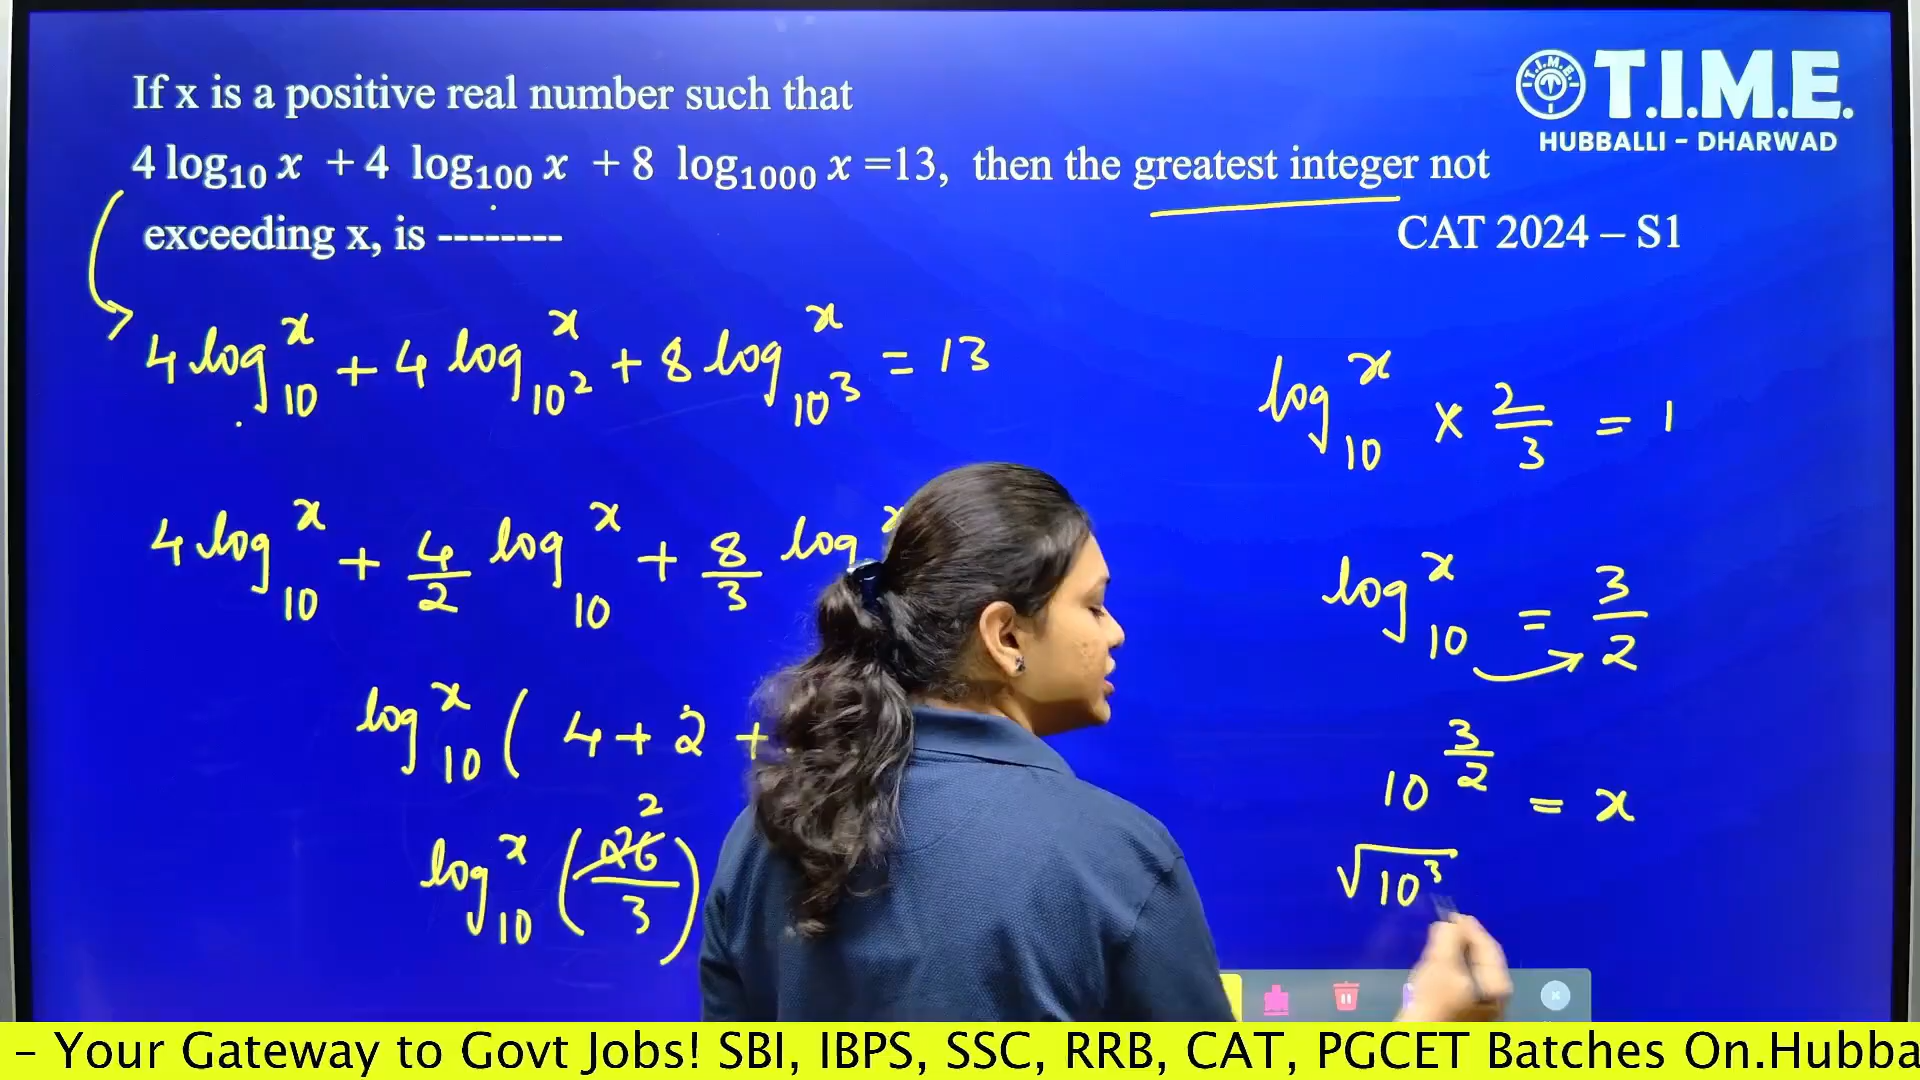 If x is a positive real number such that
4 log₁₀ x + 4 log₁₀₀ x + 8 log₁₀₀₀ x =13, then the greatest integer not
exceeding x, is --------
CAT 2024 – S1
T.I.M.E.
T.I.M.E.
HUBBALLI - DHARWAD
4 log₁₀ x + 4 log₁₀² x + 8 log₁₀³ x = 13
4 log₁₀ x + 4/2 log₁₀ x + 8/3 log x
log₁₀ x ( 4 + 2 +
log₁₀ x (26/3) 2
log₁₀ x × 2/3 = 1
log₁₀ x = 3/2
10^(3/2) = x
√10³
– Your Gateway to Govt Jobs! SBI, IBPS, SSC, RRB, CAT, PGCET Batches On.Hubba